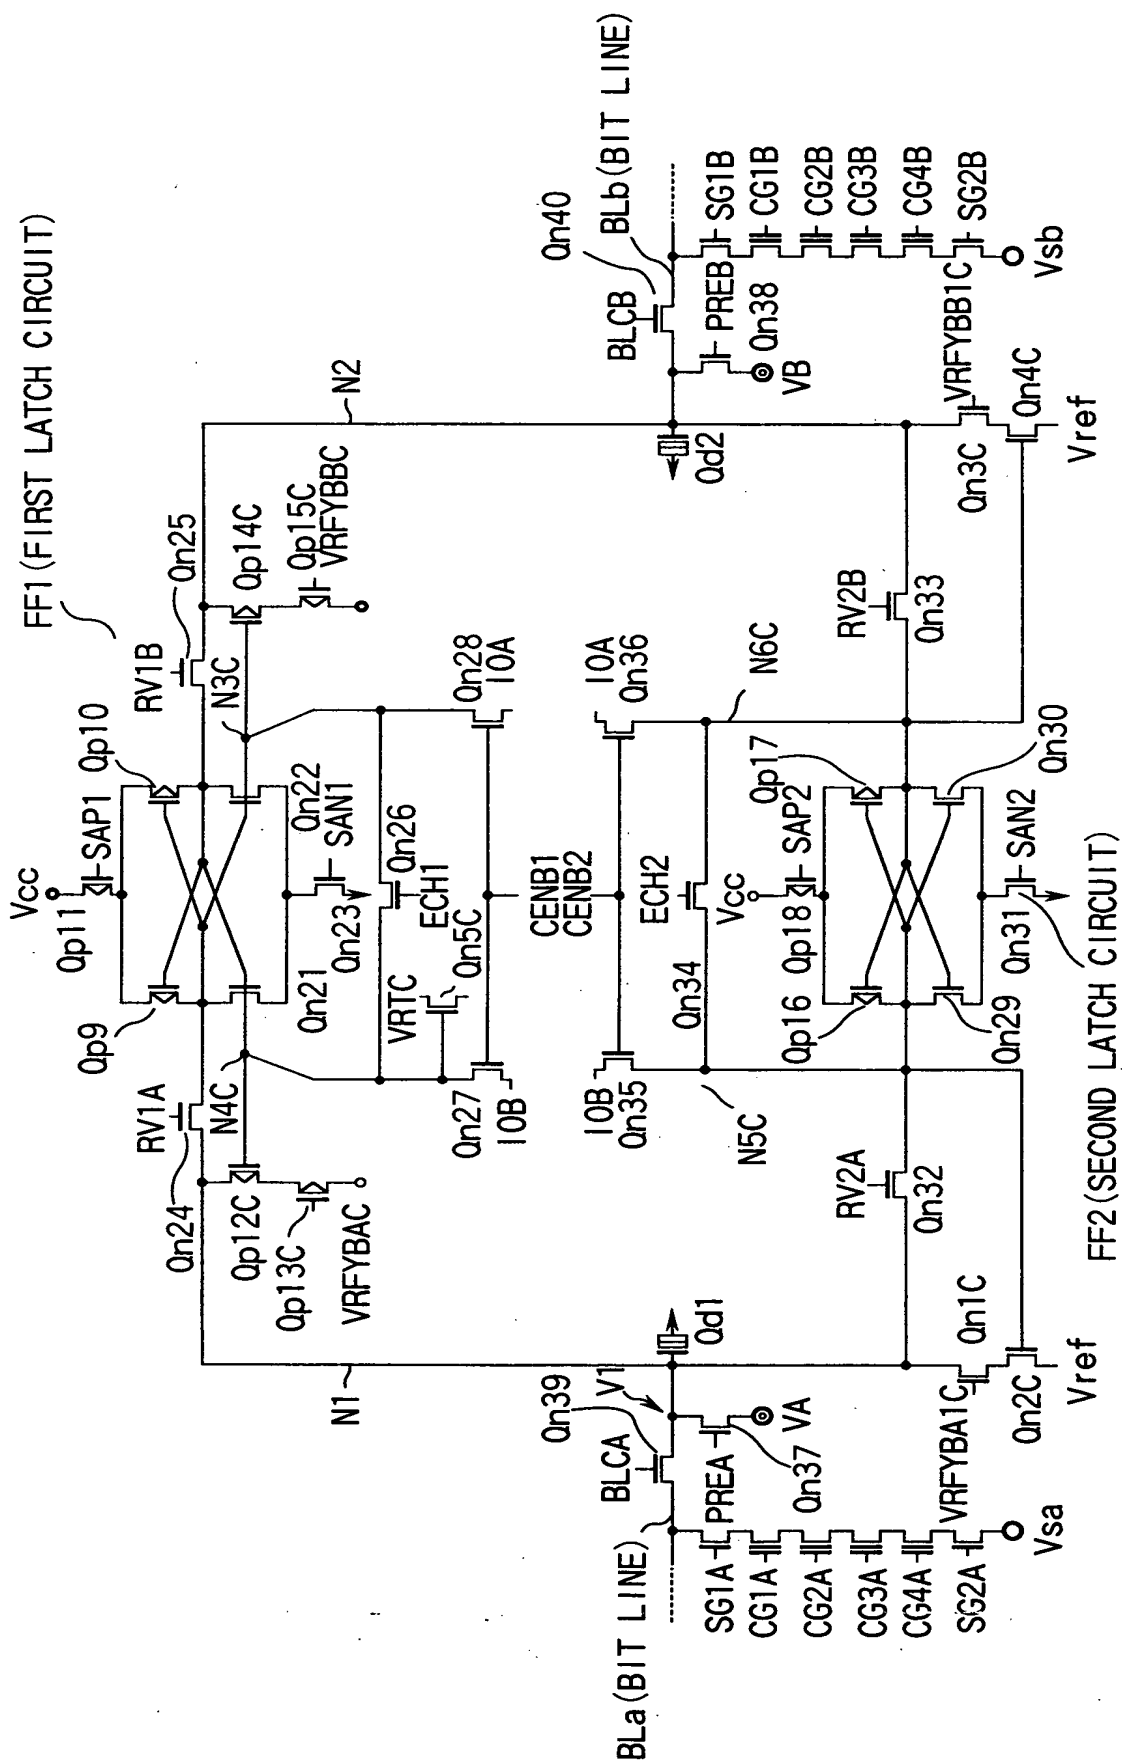 FF1(FIRST LATCH CIRCUIT)
Vcc
Qp11
SAP1
Qp9
Qp10
RV1A
RV1B
Qn24
Qn25
N4C
N3C
Qn21
Qn22
Qn23
SAN1
Qp12C
Qp14C
Qp13C
Qp15C
VRFYBAC
VRFYBBC
N1
N2
VRTC
Qn5C
ECH1
Qn26
Qn27
IOB
Qn28
IOA
CENB1
CENB2
IOB
Qn35
IOA
Qn36
BLa(BIT LINE)
BLCA
Qn39
V1
Qd1
PREA
VA
Qn37
SG1A
CG1A
CG2A
CG3A
CG4A
SG2A
Vsa
BLb(BIT LINE)
BLCB
Qn40
Qd2
PREB
Qn38
VB
SG1B
CG1B
CG2B
CG3B
CG4B
SG2B
Vsb
ECH2
Qn34
N5C
N6C
Vcc
Qp18
SAP2
Qp16
Qp17
RV2A
Qn32
RV2B
Qn33
Qn29
Qn30
Qn31
SAN2
VRFYBA1C
Qn1C
Qn2C
Vref
VRFYBB1C
Qn3C
Qn4C
Vref
FF2(SECOND LATCH CIRCUIT)